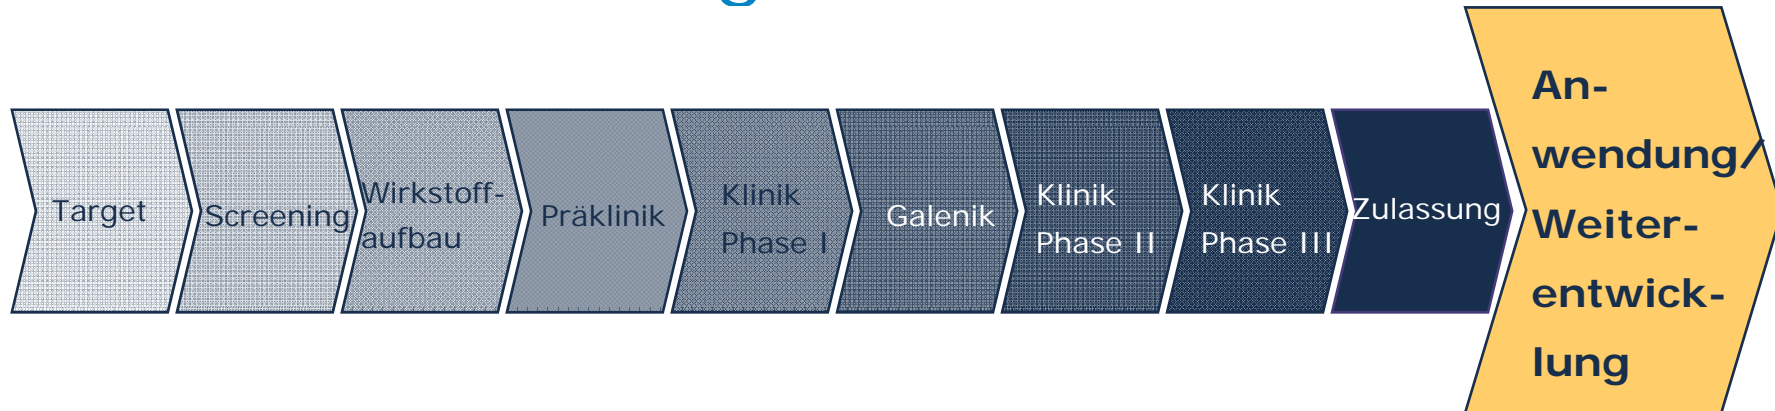 Target
Screening
Wirkstoff-
aufbau
Präklinik
Klinik
Phase I
Galenik
Klinik
Phase II
Klinik
Phase III
Zulassung
An-
wendung/
Weiter-
entwick-
lung